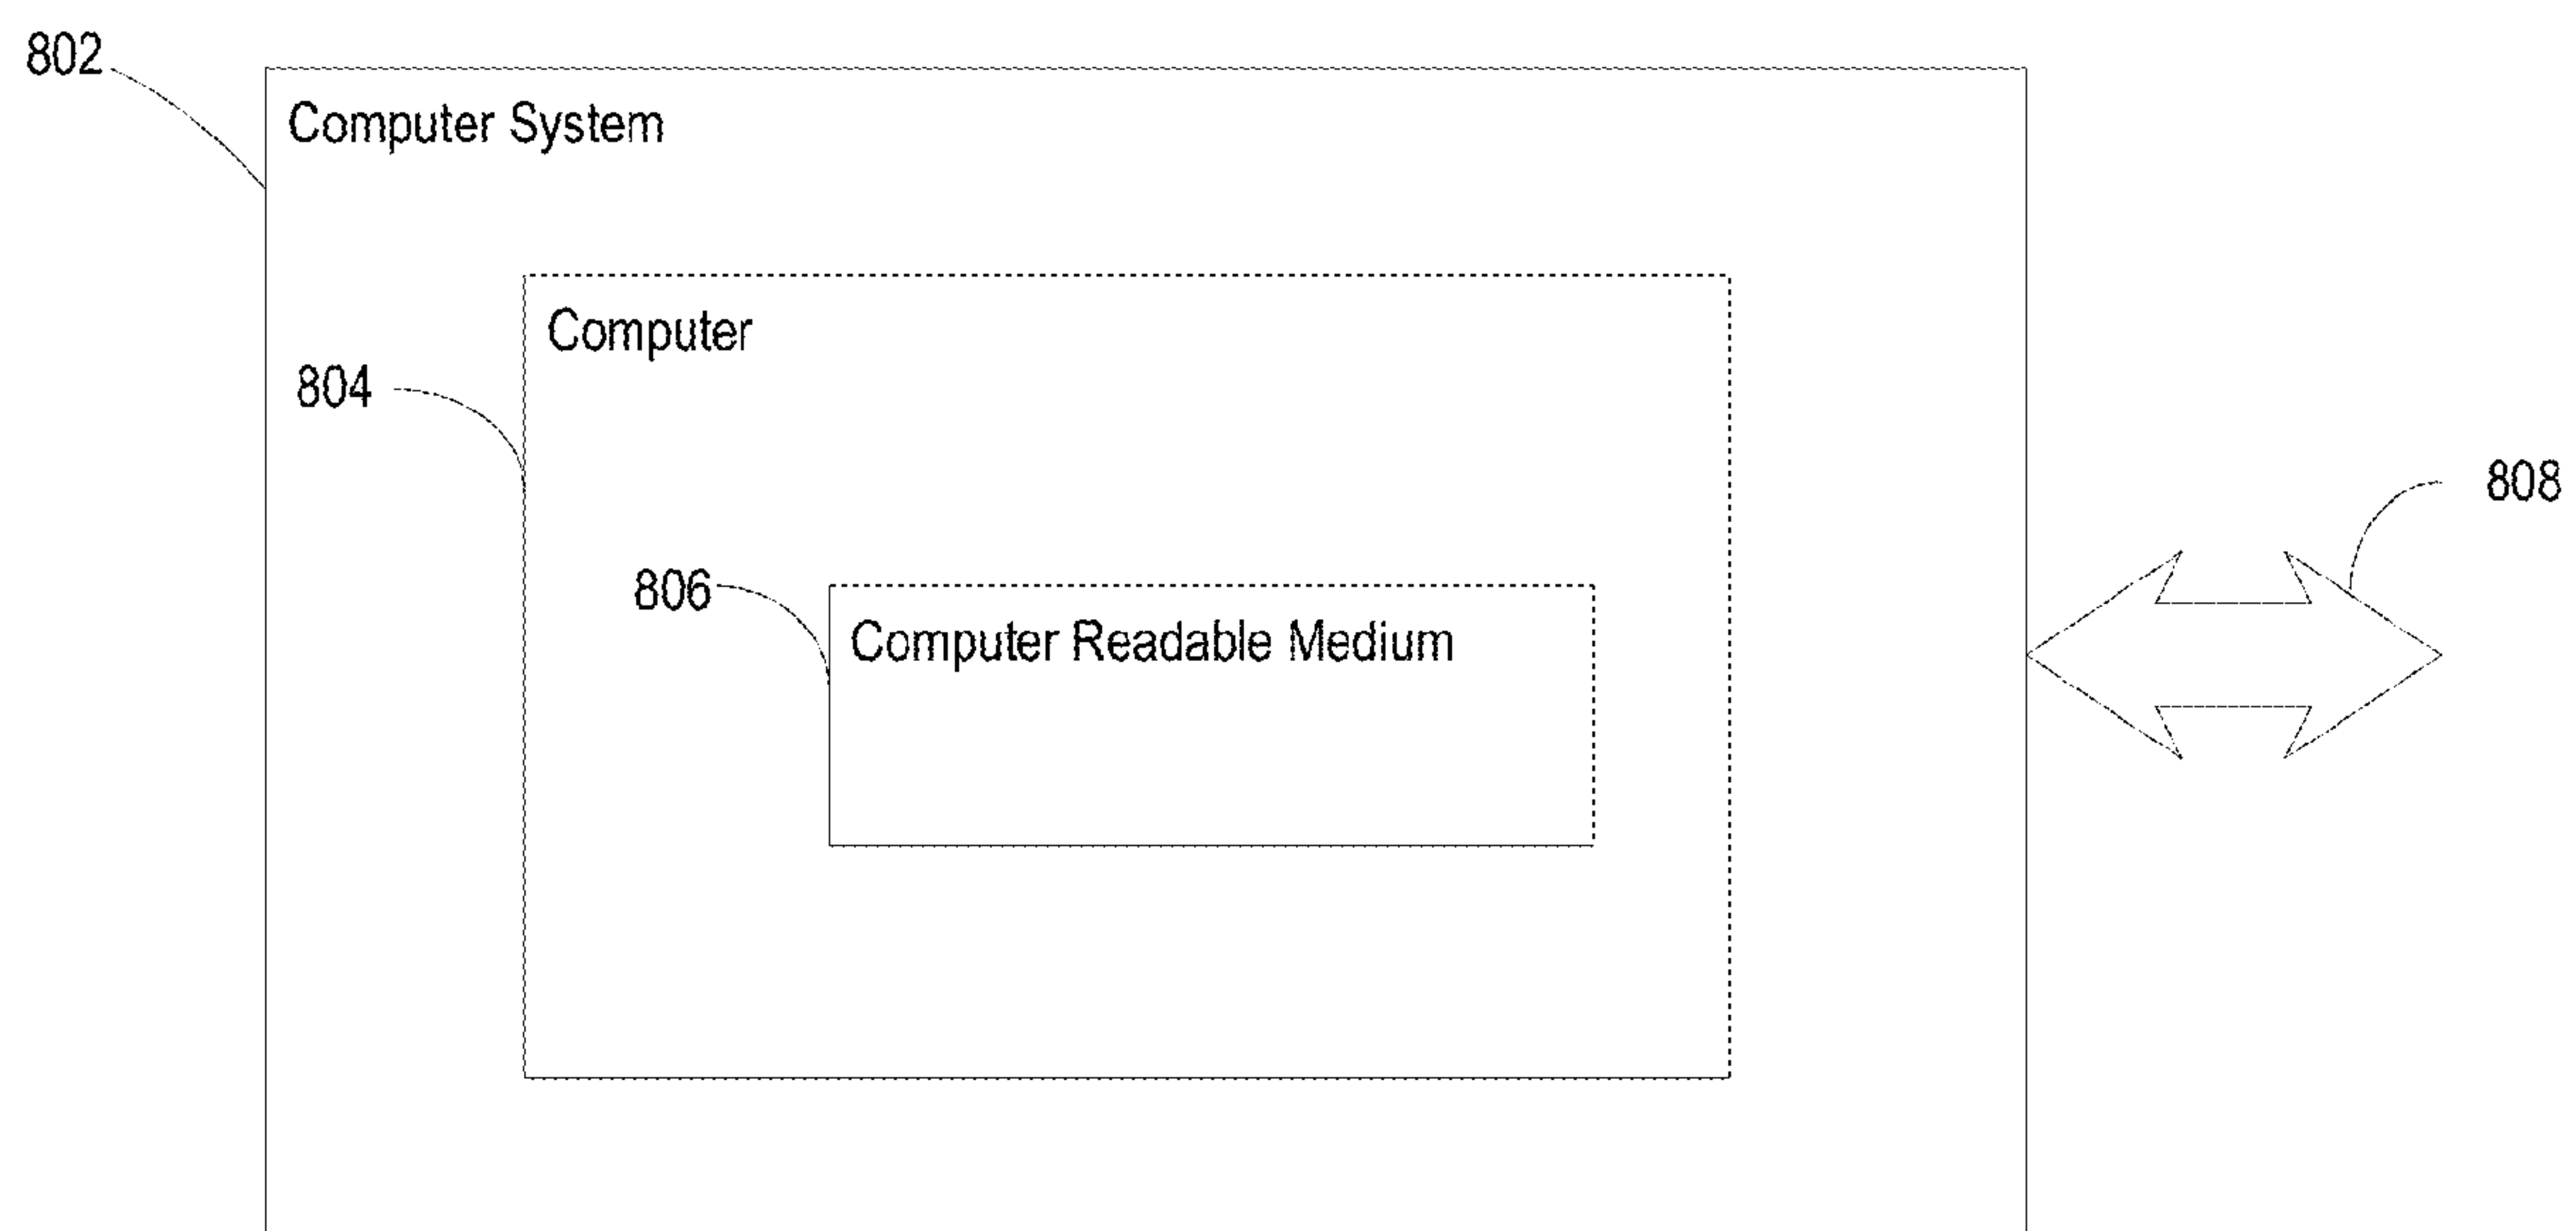 802
Computer System
Computer
804
808
806
Computer Readable Medium